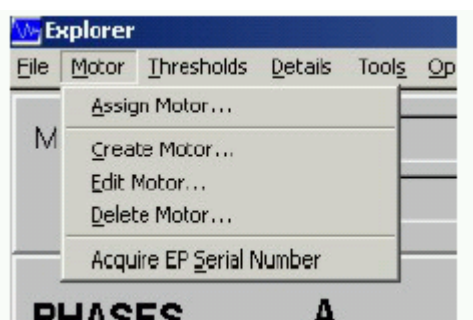 Explorer
File Motor Thresholds Details Tools Op
Assign Motor...
M
Create Motor...
Edit Motor...
Delete Motor...
Acquire EP Serial Number
PHASES A